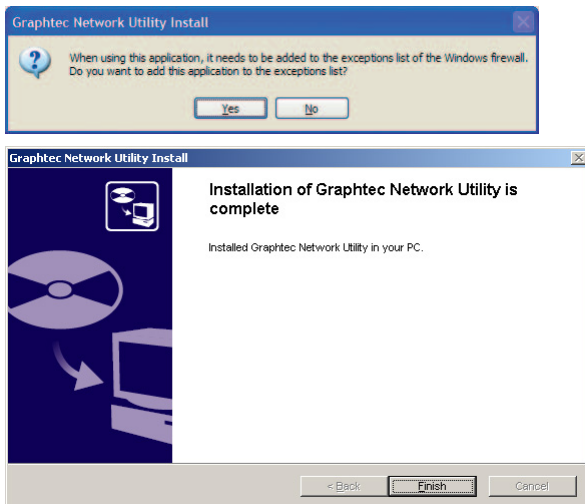 Graphtec Network Utility Install
When using this application, it needs to be added to the exceptions list of the Windows firewall.
Do you want to add this application to the exceptions list?
Yes No
Graphtec Network Utility Install
Installation of Graphtec Network Utility is
complete
Installed Graphtec Network Utility in your PC.
< Back Finish Cancel